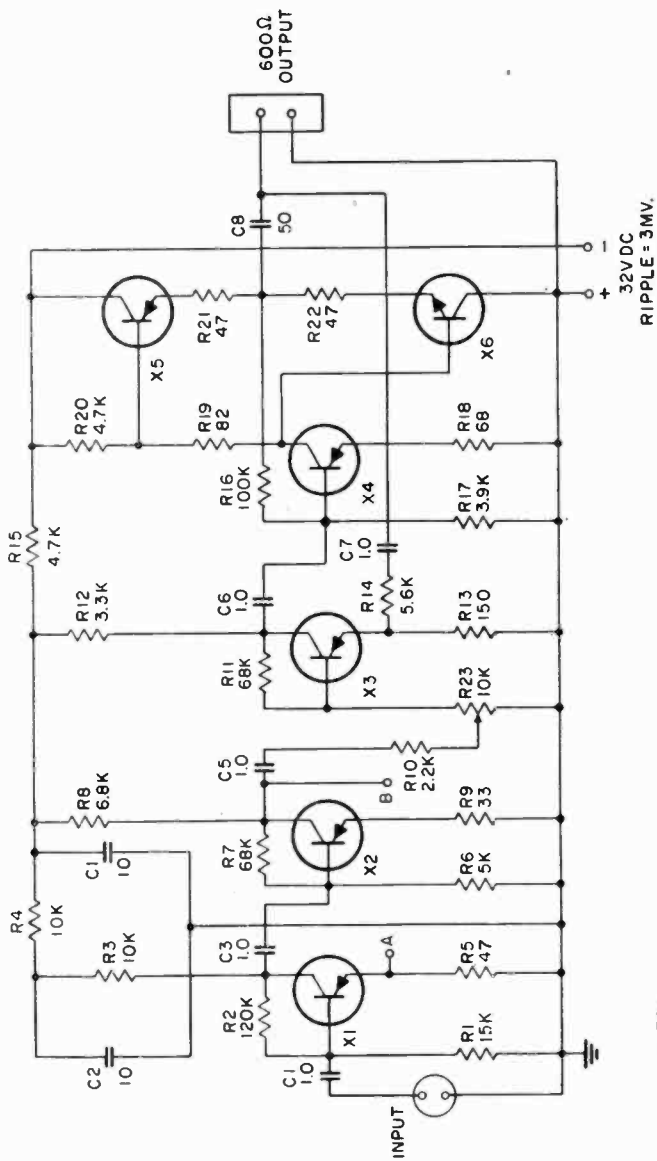 R4
10K
R15
4.7K
C2
10
R3
10K
C1
10
R8
6.8K
R12
3.3K
R20
4.7K
X5
R21
47
C8
50
600Ω
OUTPUT
R2
120K
C3
1.0
R7
68K
C5
1.0
R11
68K
C6
1.0
R16
100K
R19
82
R22
47
C1
1.0
X1
A
X2
B
R10
2.2K
X3
R14
5.6K
C7
1.0
X4
X6
INPUT
R1
15K
R5
47
R6
5K
R9
33
R23
10K
R13
150
R17
3.9K
R18
68
+ -
32V DC
RIPPLE = 3MV.